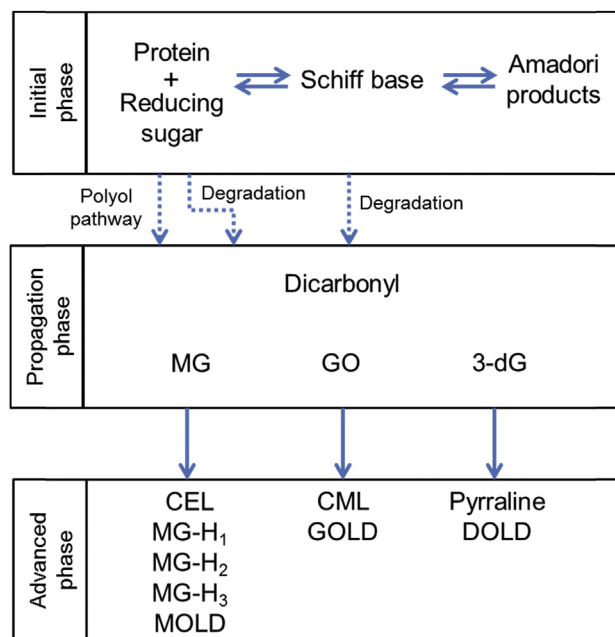 Initial
phase
Protein
+
Reducing
sugar
Schiff base
Amadori
products
Polyol
pathway
Degradation
Degradation
Propagation
phase
Dicarbonyl
MG
GO
3-dG
Advanced
phase
CEL
MG-H₁
MG-H₂
MG-H₃
MOLD
CML
GOLD
Pyrraline
DOLD